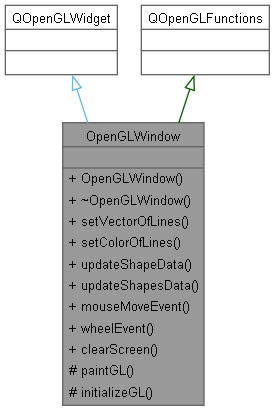 QOpenGLWidget
QOpenGLFunctions
OpenGLWindow
+ OpenGLWindow()
+ ~OpenGLWindow()
+ setVectorOfLines()
+ setColorOfLines()
+ updateShapeData()
+ updateShapesData()
+ mouseMoveEvent()
+ wheelEvent()
+ clearScreen()
# paintGL()
# initializeGL()